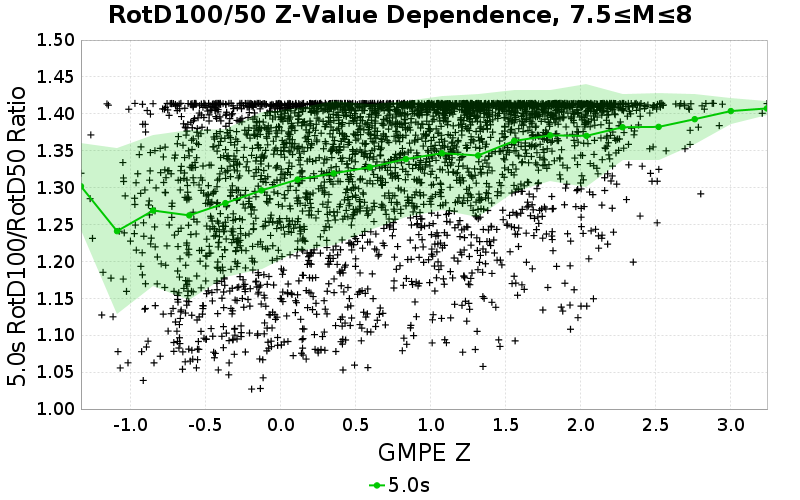 RotD100/50 Z-Value Dependence, 7.5≤M≤8
5.0s RotD100/RotD50 Ratio
1.50
1.45
1.40
1.35
1.30
1.25
1.20
1.15
1.10
1.05
1.00
-1.0 -0.5 0.0 0.5 1.0 1.5 2.0 2.5 3.0
GMPE Z
5.0s